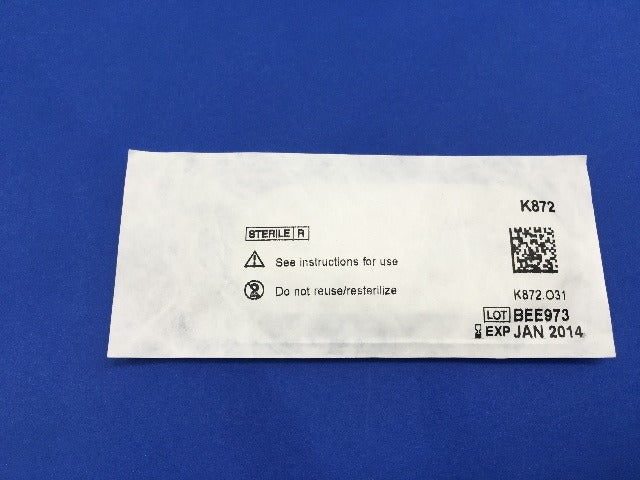 K872
STERILE R
See instructions for use
Do not reuse/resterilize
K872.O31
LOT BEE973
EXP JAN 2014